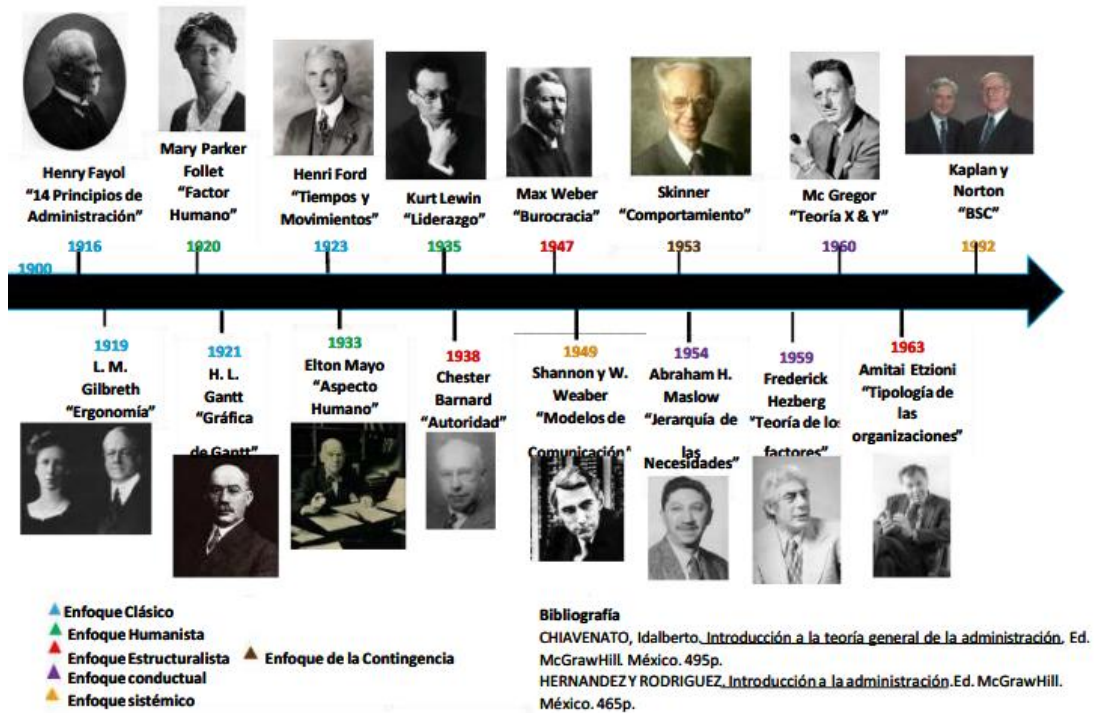 Henry Fayol
“14 Principios de
Administración”
1916
Mary Parker
Follet
“Factor
Humano”
1920
Henri Ford
“Tiempos y
Movimientos”
1923
Kurt Lewin
“Liderazgo”
1935
Max Weber
“Burocracia”
1947
Skinner
“Comportamiento”
1953
Mc Gregor
“Teoría X & Y”
1960
Kaplan y
Norton
“BSC”
1992
1900
1919
L. M.
Gilbreth
“Ergonomía”
1921
H. L.
Gantt
“Gráfica
de Gantt”
1933
Elton Mayo
“Aspecto
Humano”
1938
Chester
Barnard
“Autoridad”
1949
Shannon y W.
Weaber
“Modelos de
Comunicación“
1954
Abraham H.
Maslow
“Jerarquía de
las
Necesidades”
1959
Frederick
Hezberg
“Teoría de los
factores”
1963
Amitai Etzioni
“Tipología de
las
organizaciones”
Enfoque Clásico
Enfoque Humanista
Enfoque Estructuralista
Enfoque de la Contingencia
Enfoque conductual
Enfoque sistémico
Bibliografía
CHIAVENATO, Idalberto. Introducción a la teoría general de la administración. Ed.
McGrawHill. México. 495p.
HERNANDEZ Y RODRIGUEZ. Introducción a la administración.Ed. McGrawHill.
México. 465p.